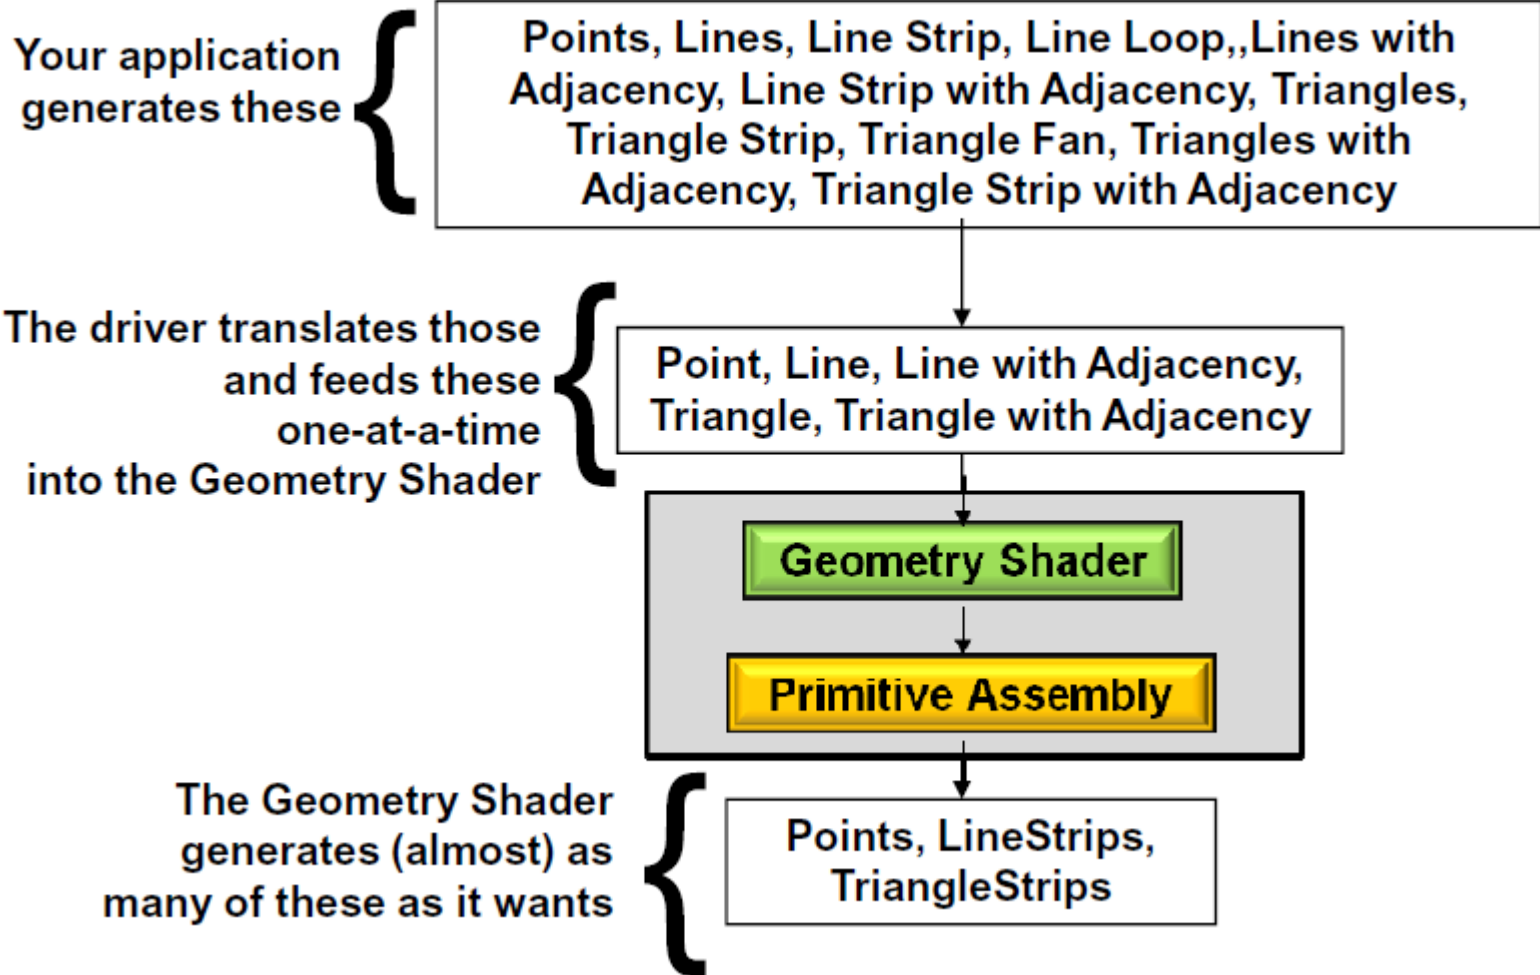 Your application
generates these
Points, Lines, Line Strip, Line Loop,,Lines with
Adjacency, Line Strip with Adjacency, Triangles,
Triangle Strip, Triangle Fan, Triangles with
Adjacency, Triangle Strip with Adjacency
The driver translates those
and feeds these
one-at-a-time
into the Geometry Shader
Point, Line, Line with Adjacency,
Triangle, Triangle with Adjacency
Geometry Shader
Primitive Assembly
The Geometry Shader
generates (almost) as
many of these as it wants
Points, LineStrips,
TriangleStrips